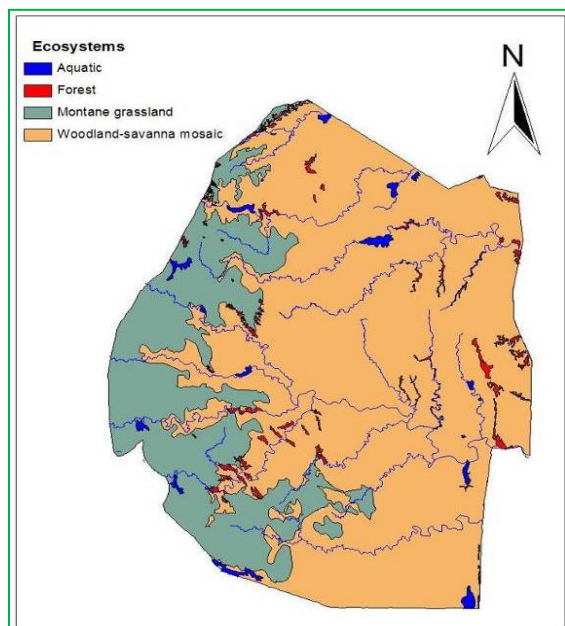 Ecosystems
Aquatic
Forest
Montane grassland
Woodland-savanna mosaic
N